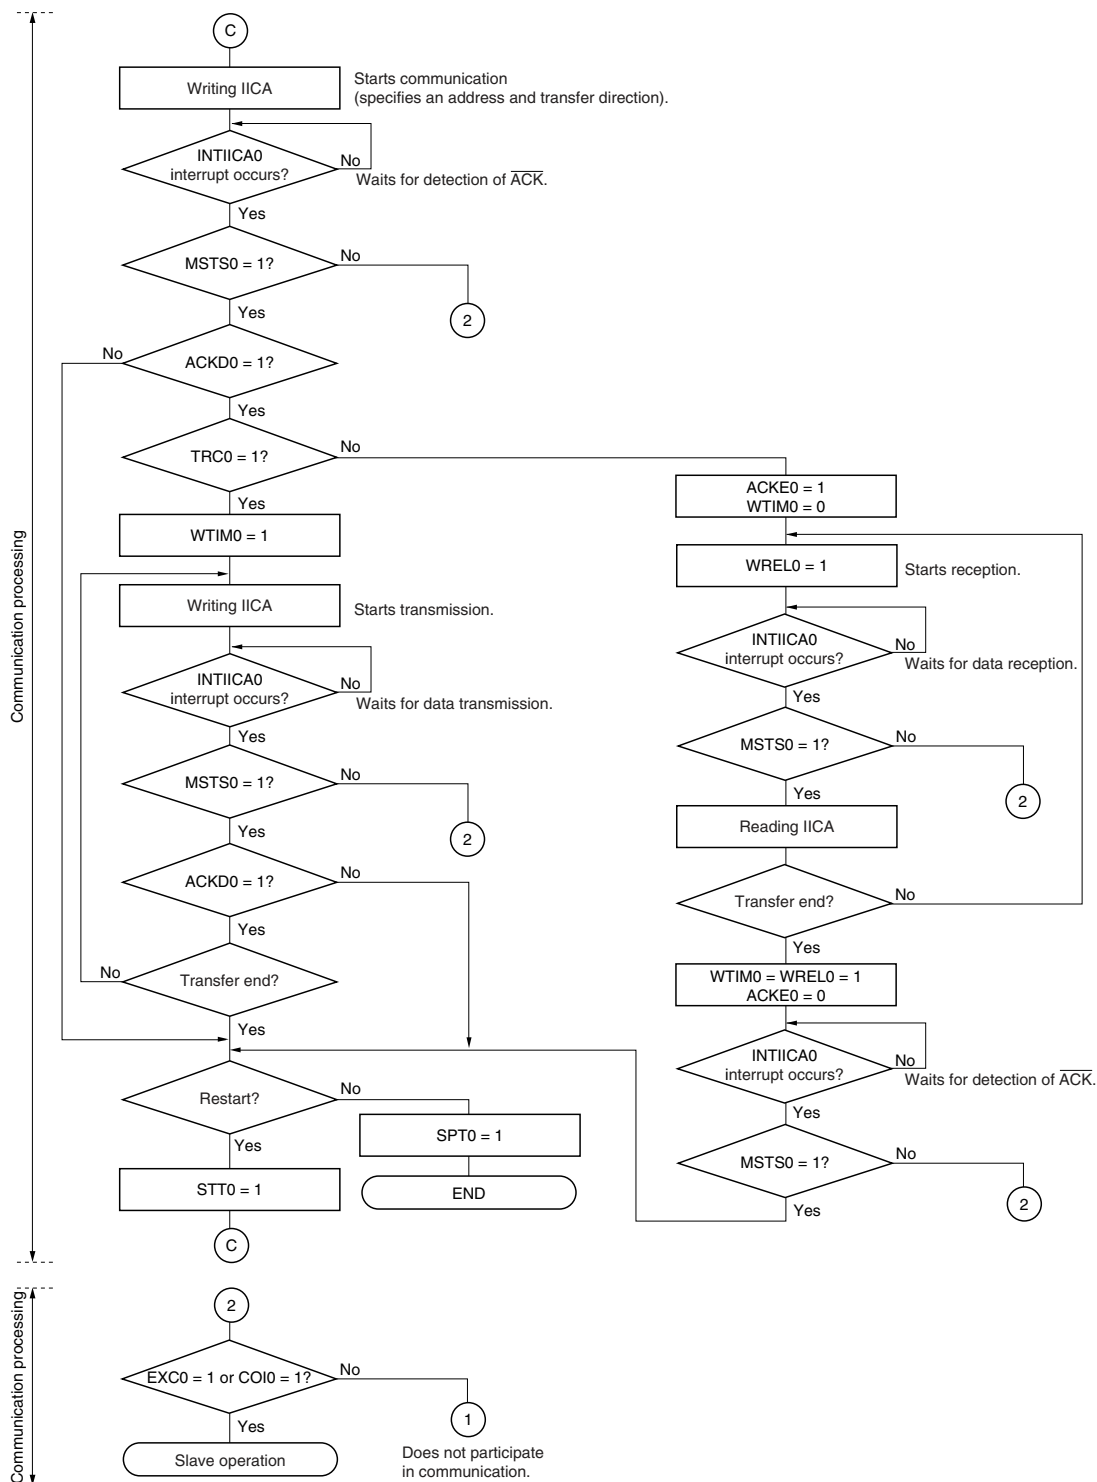 C
Writing IICA
Starts communication
(specifies an address and transfer direction).
INTIICA0
interrupt occurs?
No
Waits for detection of ACK.
Yes
MSTS0 = 1?
No
2
Yes
No
ACKD0 = 1?
Yes
TRC0 = 1?
No
Yes
WTIM0 = 1
Writing IICA
Starts transmission.
INTIICA0
interrupt occurs?
No
Waits for data transmission.
Yes
MSTS0 = 1?
No
2
Yes
ACKD0 = 1?
No
Yes
No
Transfer end?
Yes
Restart?
No
SPT0 = 1
END
Yes
STT0 = 1
C
ACKE0 = 1
WTIM0 = 0
WREL0 = 1
Starts reception.
INTIICA0
interrupt occurs?
No
Waits for data reception.
Yes
MSTS0 = 1?
No
2
Yes
Reading IICA
Transfer end?
No
Yes
WTIM0 = WREL0 = 1
ACKE0 = 0
INTIICA0
interrupt occurs?
No
Waits for detection of ACK.
Yes
MSTS0 = 1?
No
2
Yes
Communication processing
2
EXC0 = 1 or COI0 = 1?
No
1
Does not participate
in communication.
Yes
Slave operation
Communication processing